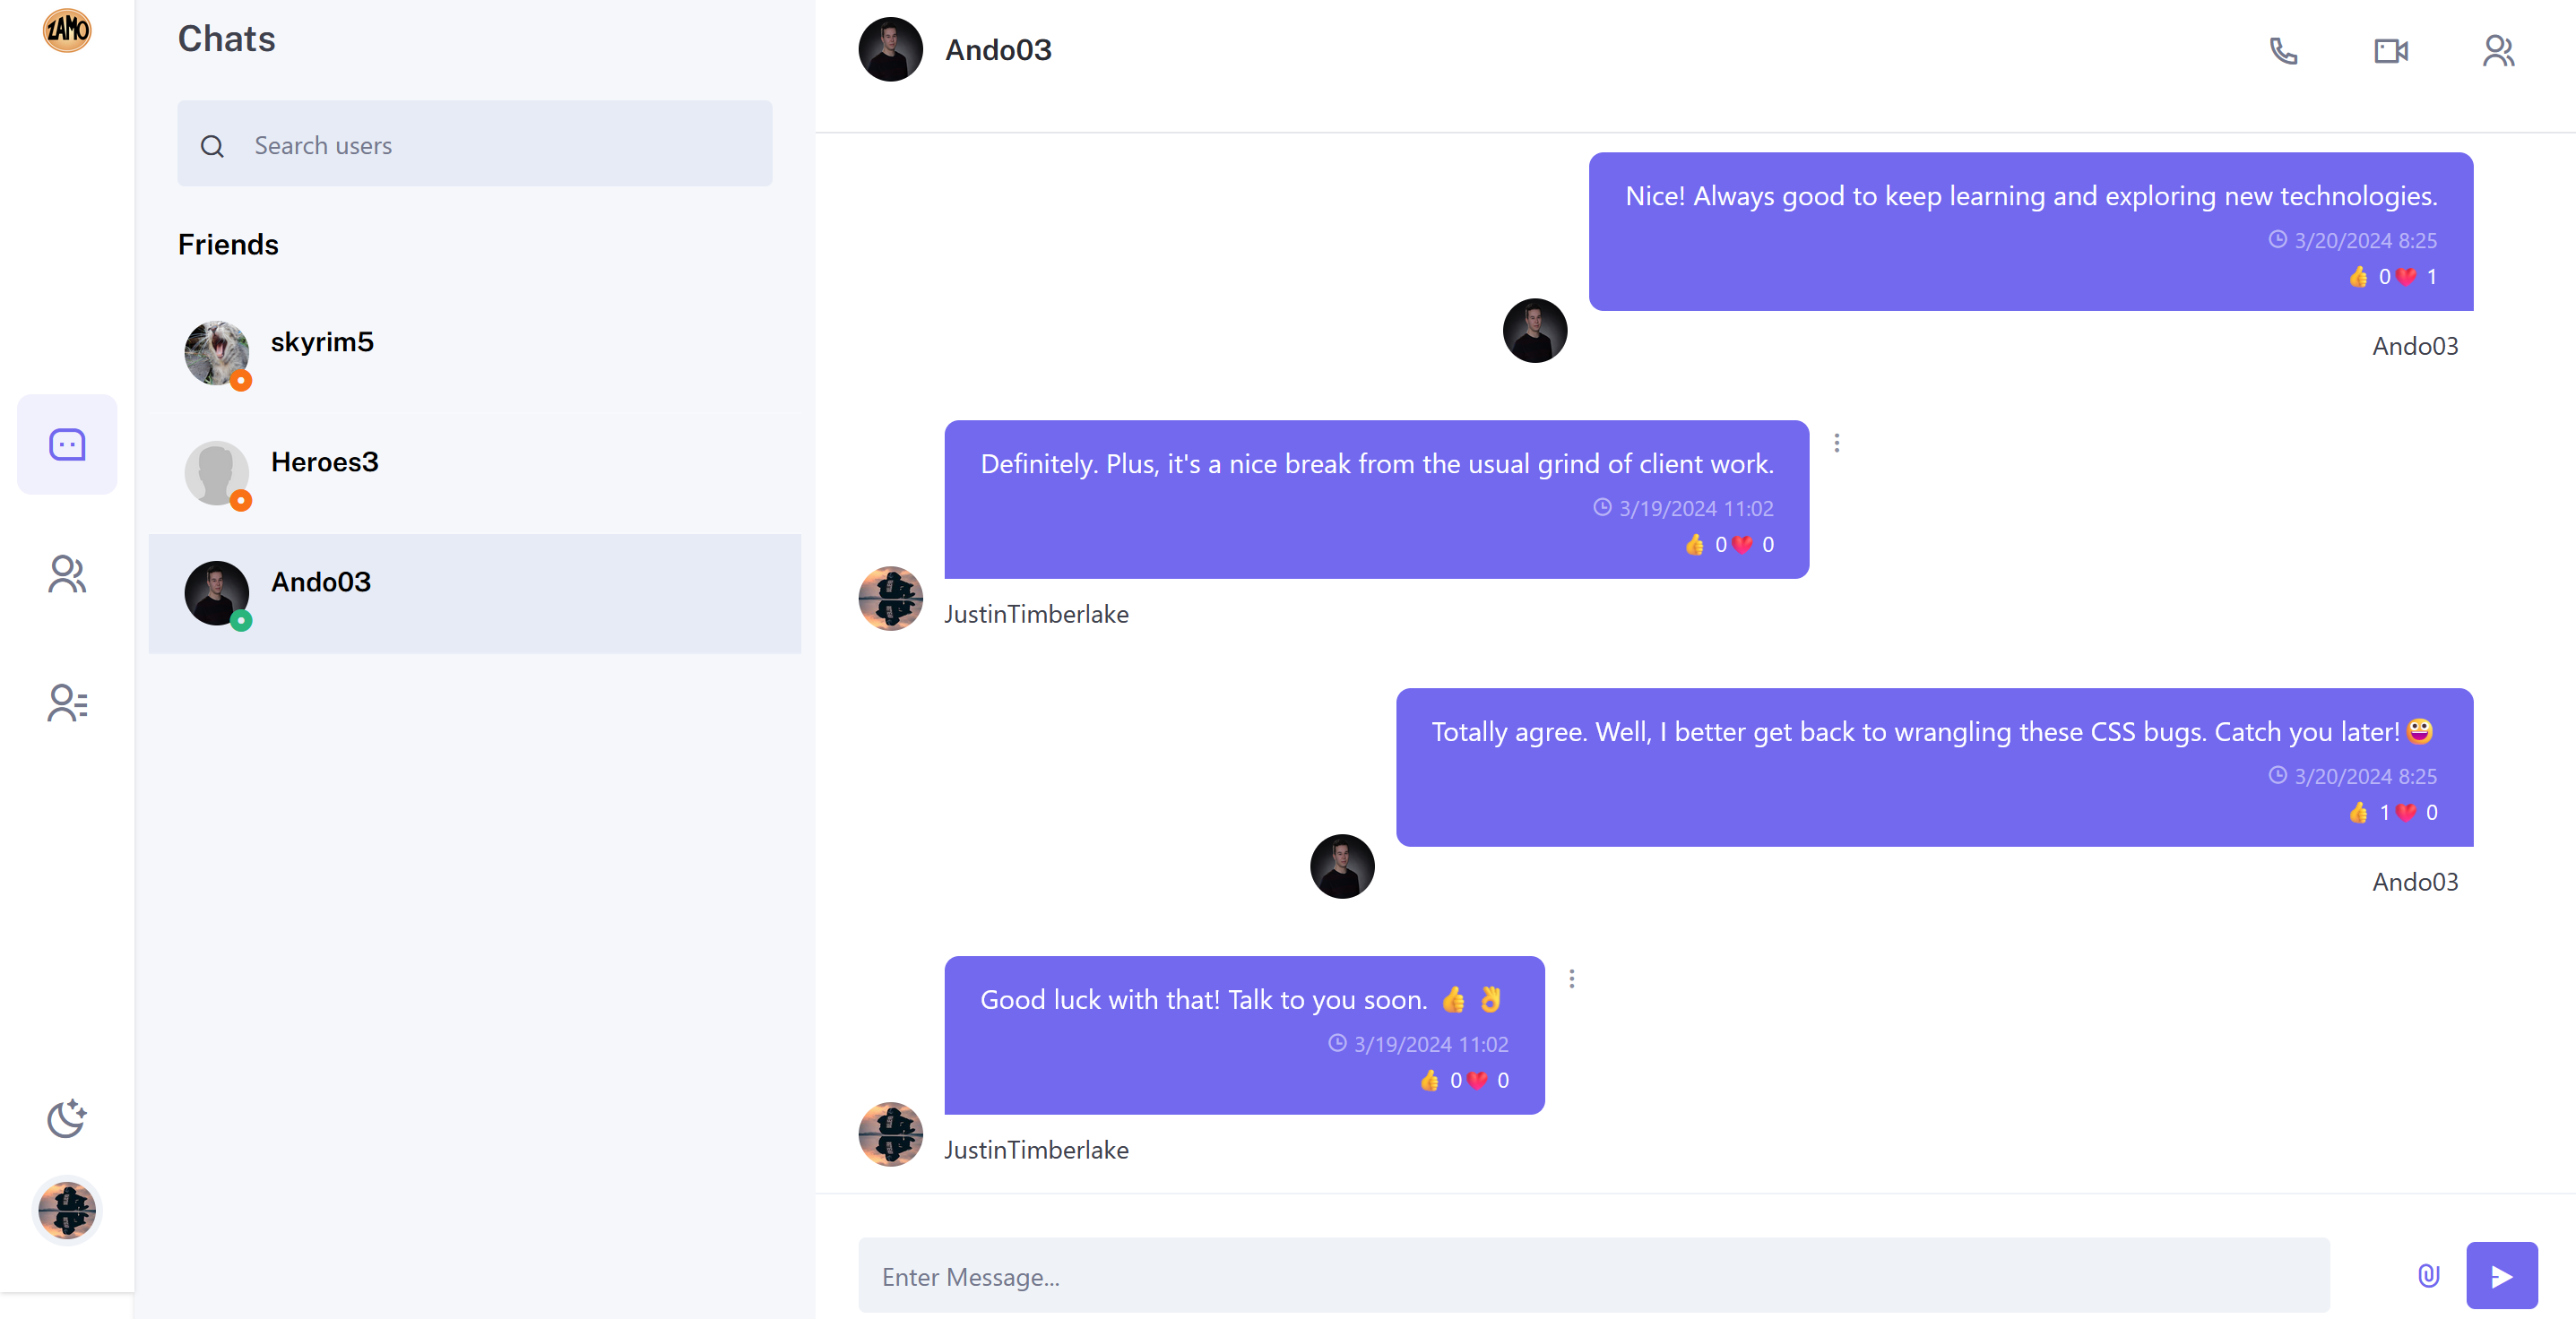 ZAMO
Chats
Search users
Friends
skyrim5
Heroes3
Ando03
Ando03
Nice! Always good to keep learning and exploring new technologies.
3/20/2024 8:25
👍 0❤️ 1
Ando03
Definitely. Plus, it's a nice break from the usual grind of client work.
3/19/2024 11:02
👍 0❤️ 0
JustinTimberlake
Totally agree. Well, I better get back to wrangling these CSS bugs. Catch you later!😀
3/20/2024 8:25
👍 1❤️ 0
Ando03
Good luck with that! Talk to you soon. 👍 👌
3/19/2024 11:02
👍 0❤️ 0
JustinTimberlake
Enter Message...